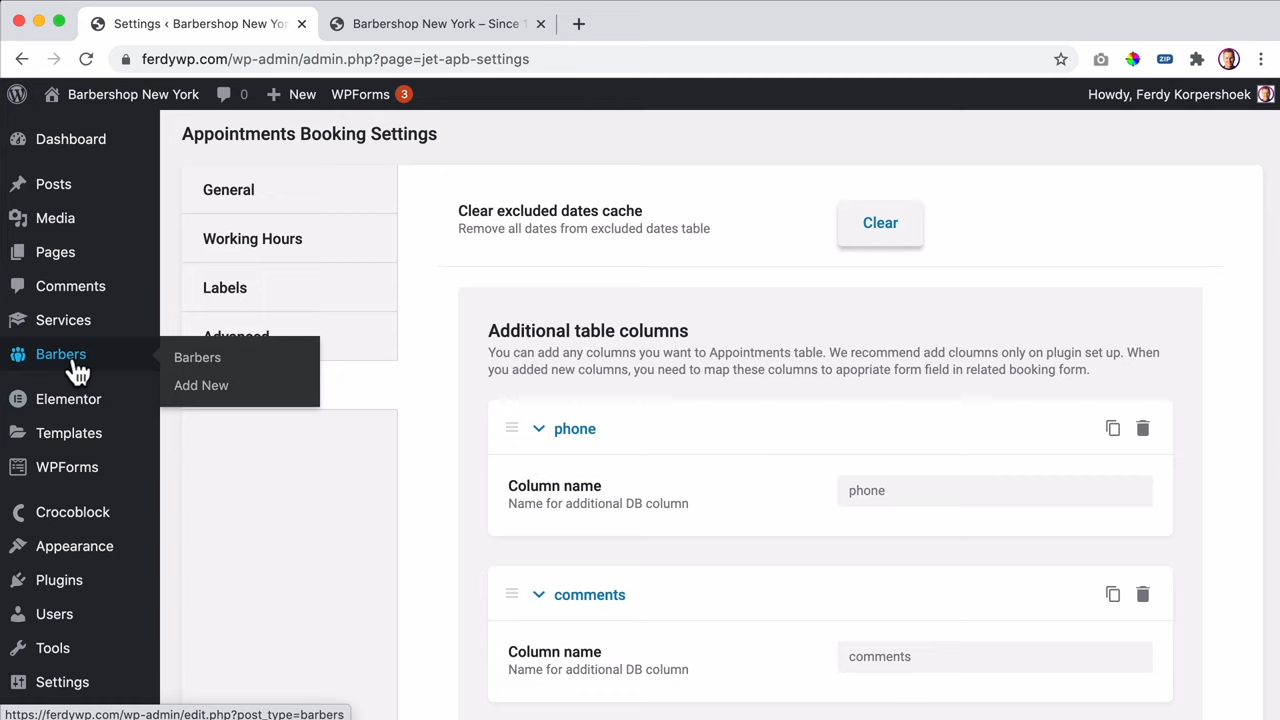 Settings ‹ Barbershop New Yor
Barbershop New York – Since 1
ferdywp.com/wp-admin/admin.php?page=jet-apb-settings
ZIP
Barbershop New York
0
New
WPForms 3
Howdy, Ferdy Korpershoek
Dashboard
Posts
Media
Pages
Comments
Services
Barbers
Barbers
Add New
Elementor
Templates
WPForms
Crocoblock
Appearance
Plugins
Users
Tools
Settings
https://ferdywp.com/wp-admin/edit.php?post_type=barbers
Appointments Booking Settings
General
Working Hours
Labels
Advanced
Clear excluded dates cache
Remove all dates from excluded dates table
Clear
Additional table columns
You can add any columns you want to Appointments table. We recommend add cloumns only on plugin set up. When
you added new columns, you need to map these columns to apopriate form field in related booking form.
phone
Column name
Name for additional DB column
phone
comments
Column name
Name for additional DB column
comments